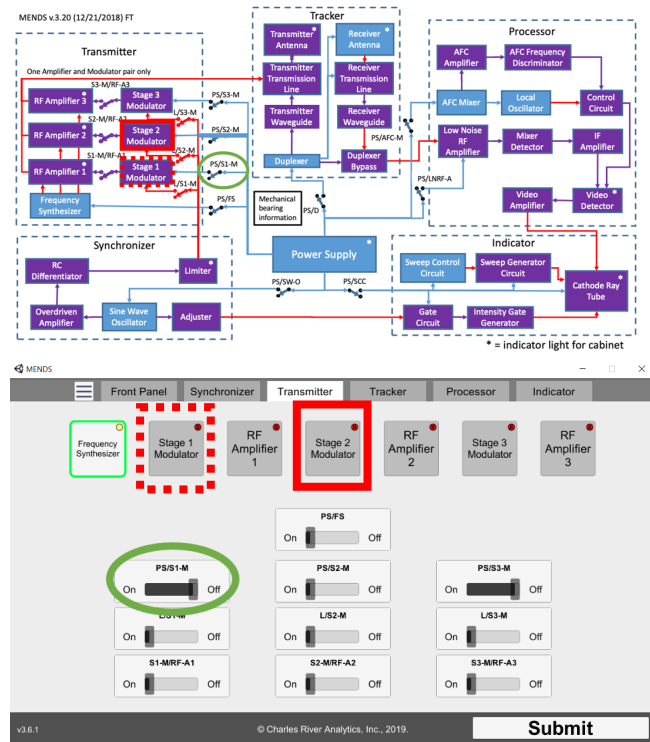 MENDS v.3.20 (12/21/2018) FT
Transmitter
One Amplifier and Modulator pair only
S3-M/RF-A3
RF Amplifier 3 *
Stage 3 Modulator *
PS/S3-M
L/S3-M
S2-M/RF-A2
RF Amplifier 2 *
Stage 2 Modulator
PS/S2-M
L/S2-M
S1-M/RF-A1
RF Amplifier 1 *
Stage 1 Modulator
PS/S1-M
L/S1-M
Frequency Synthesizer
PS/FS
Tracker
Transmitter Antenna *
Receiver Antenna *
Transmitter Transmission Line
Receiver Transmission Line
Transmitter Waveguide
Receiver Waveguide
PS/AFC-M
Duplexer
Duplexer Bypass
Mechanical bearing information
PS/D
PS/LNRF-A
Processor
AFC Amplifier
AFC Frequency Discriminator
AFC Mixer
Local Oscillator
Control Circuit
Low Noise RF Amplifier
Mixer Detector
IF Amplifier
Video Amplifier
Video Detector *
Synchronizer
RC Differentiator
Limiter *
Overdriven Amplifier
Sine Wave Oscillator
Adjuster
Power Supply *
PS/SW-O
PS/SCC
Indicator
Sweep Control Circuit
Sweep Generator Circuit
Cathode Ray Tube *
Gate Circuit
Intensity Gate Generator
* = indicator light for cabinet
MENDS
Front Panel
Synchronizer
Transmitter
Tracker
Processor
Indicator
Frequency Synthesizer
Stage 1 Modulator
RF Amplifier 1
Stage 2 Modulator
RF Amplifier 2
Stage 3 Modulator
RF Amplifier 3
PS/FS
On Off
PS/S1-M
On Off
PS/S2-M
On Off
PS/S3-M
On Off
L/S1-M
On Off
L/S2-M
On Off
L/S3-M
On Off
S1-M/RF-A1
On Off
S2-M/RF-A2
On Off
S3-M/RF-A3
On Off
v3.6.1
© Charles River Analytics, Inc., 2019.
Submit